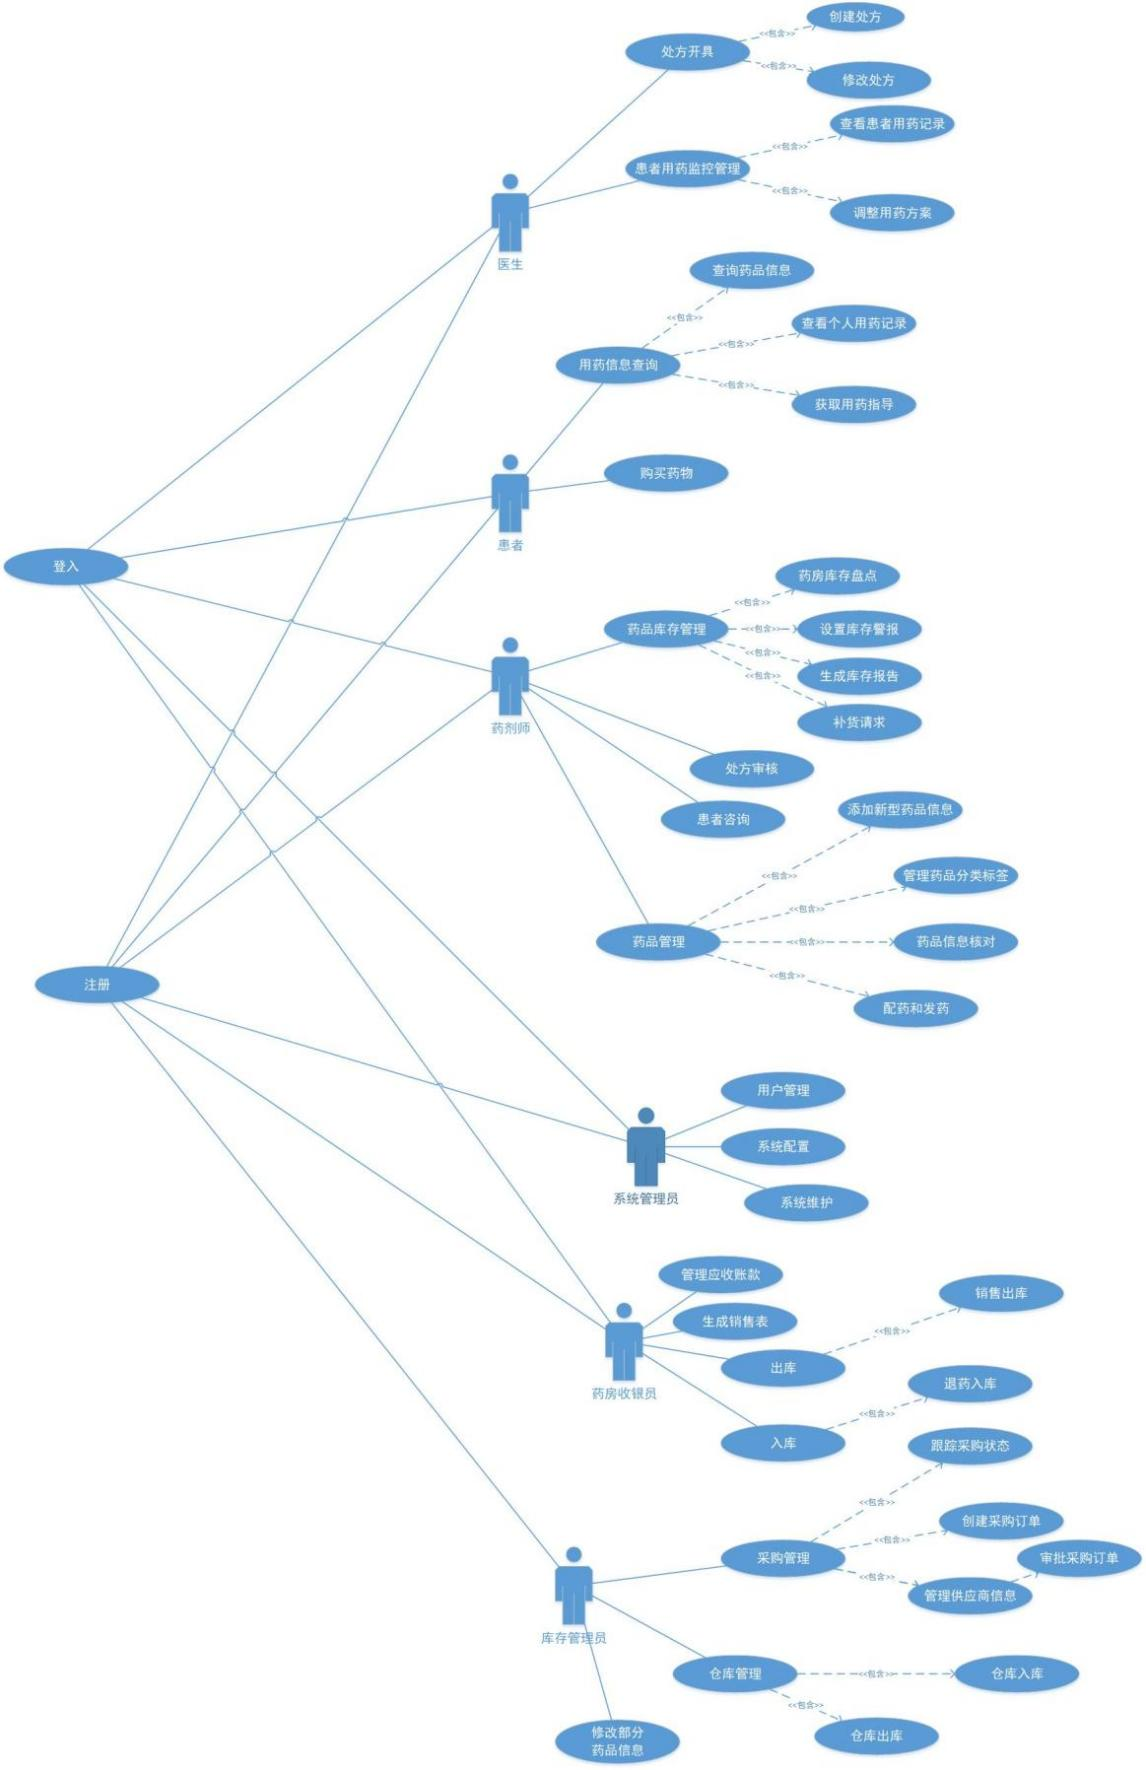 创建处方
<<包含>>
处方开具
<<包含>>
修改处方
查看患者用药记录
<<包含>>
患者用药监控管理
<<包含>>
调整用药方案
医生
查询药品信息
<<包含>>
查看个人用药记录
<<包含>>
用药信息查询
<<包含>>
获取用药指导
购买药物
患者
登入
药房库存盘点
<<包含>>
药品库存管理
<<包含>>
设置库存警报
<<包含>>
生成库存报告
<<包含>>
补货请求
药剂师
处方审核
患者咨询
添加新型药品信息
<<包含>>
管理药品分类标签
<<包含>>
药品管理
<<包含>>
药品信息核对
<<包含>>
配药和发药
注册
用户管理
系统配置
系统管理员
系统维护
管理应收账款
销售出库
生成销售表
<<包含>>
出库
药房收银员
退药入库
<<包含>>
入库
跟踪采购状态
<<包含>>
创建采购订单
<<包含>>
采购管理
审批采购订单
<<包含>>
管理供应商信息
库存管理员
仓库管理
<<包含>>
仓库入库
<<包含>>
仓库出库
修改部分
药品信息